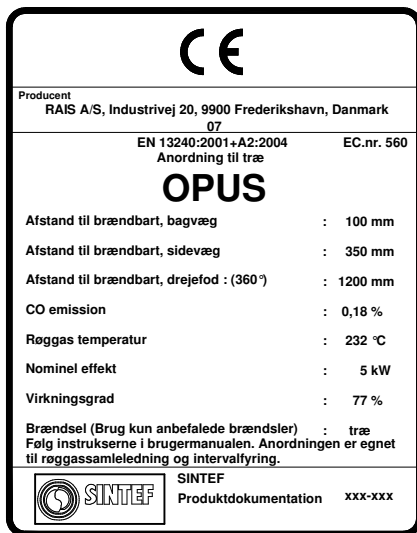 CE
Producent
RAIS A/S, Industrivej 20, 9900 Frederikshavn, Danmark
07
EN 13240:2001+A2:2004 EC.nr. 560
Anordning til træ
OPUS
Afstand til brændbart, bagvæg : 100 mm
Afstand til brændbart, sidevæg : 350 mm
Afstand til brændbart, drejefod : (360°) : 1200 mm
CO emission : 0,18 %
Røggas temperatur : 232 °C
Nominel effekt : 5 kW
Virkningsgrad : 77 %
Brændsel (Brug kun anbefalede brændsler) : træ
Følg instrukserne i brugermanualen. Anordningen er egnet
til røggassamleledning og intervalfyring.
SINTEF
SINTEF
Produktdokumentation xxx-xxx